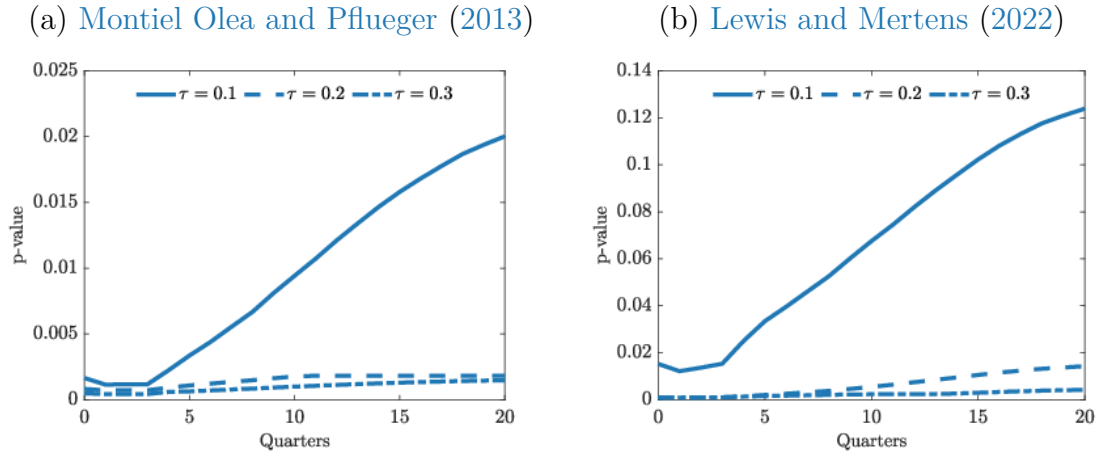 (a) Montiel Olea and Pflueger (2013)
0.025
0.02
0.015
0.01
0.005
0
p-value
τ = 0.1 τ = 0.2 τ = 0.3
0 5 10 15 20
Quarters
(b) Lewis and Mertens (2022)
0.14
0.12
0.1
0.08
0.06
0.04
0.02
0
p-value
τ = 0.1 τ = 0.2 τ = 0.3
0 5 10 15 20
Quarters